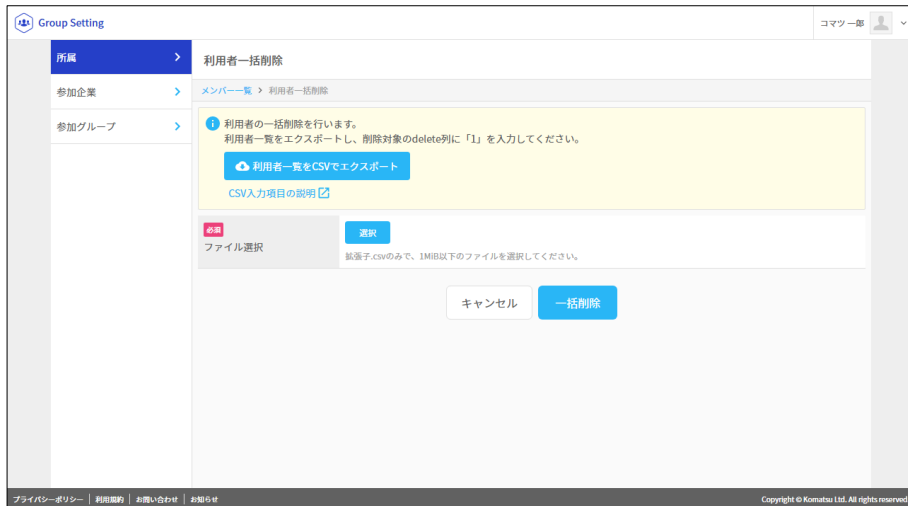 Group Setting
コマツ 一郎
所属
参加企業
参加グループ
利用者一括削除
メンバー一覧 > 利用者一括削除
利用者の一括削除を行います。
利用者一覧をエクスポートし、削除対象のdelete列に「1」を入力してください。
利用者一覧をCSVでエクスポート
CSV入力項目の説明
必須
ファイル選択
選択
拡張子.csvのみで、1MiB以下のファイルを選択してください。
キャンセル
一括削除
プライバシーポリシー | 利用規約 | お問い合わせ | お知らせ
Copyright © Komatsu Ltd. All rights reserved